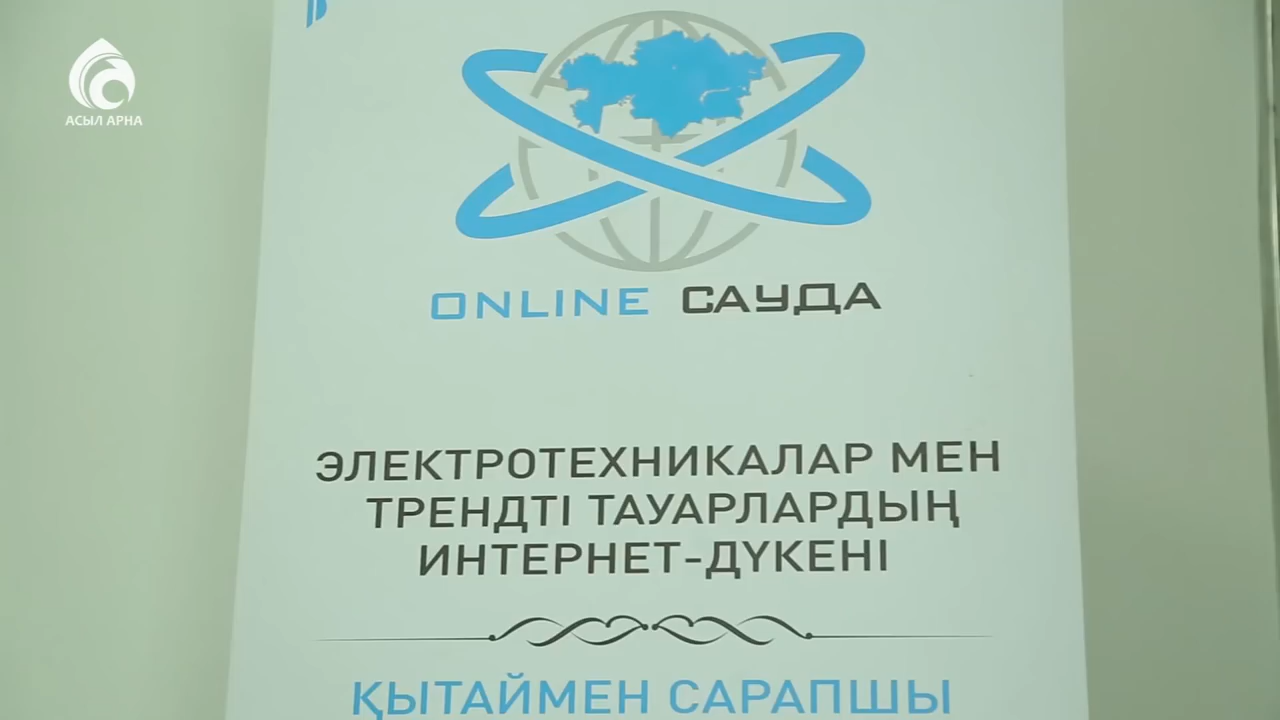 АСЫЛ АРНА
ONLINE САУДА
ЭЛЕКТРОТЕХНИКАЛАР МЕН
ТРЕНДТІ ТАУАРЛАРДЫҢ
ИНТЕРНЕТ-ДҮКЕНІ
ҚЫТАЙМЕН САРАПШЫ